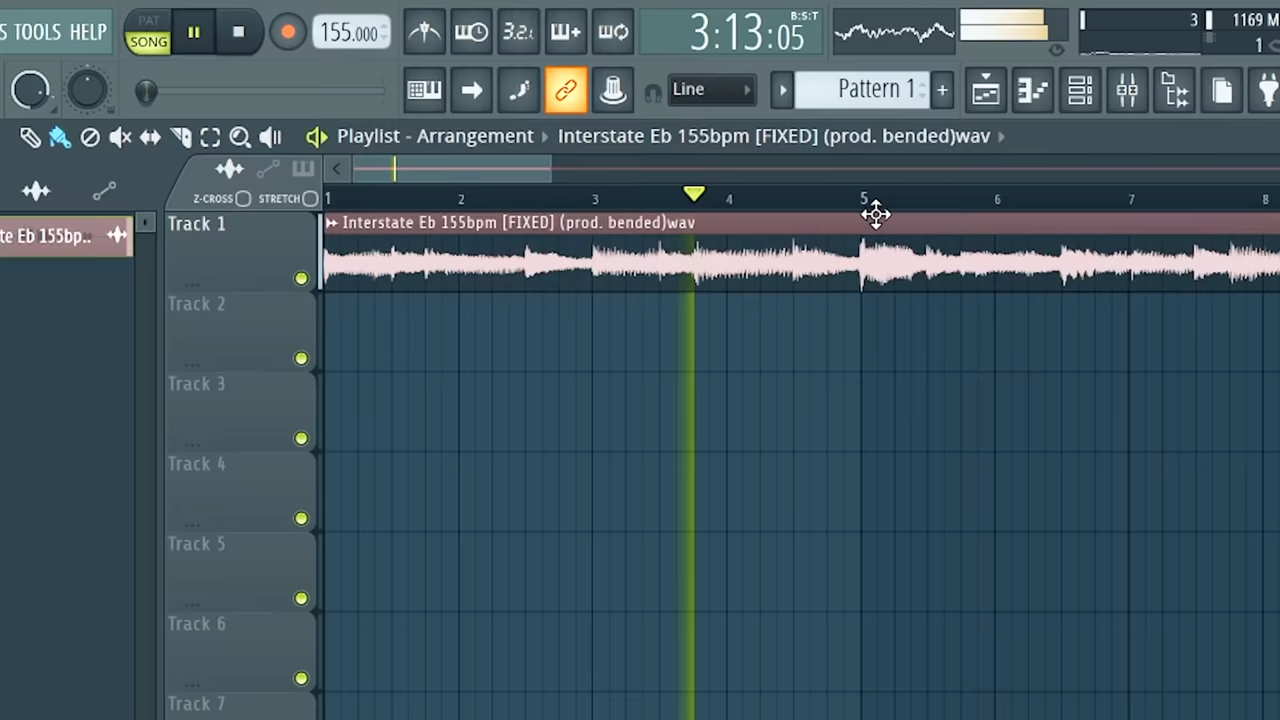 S TOOLS HELP
PAT
SONG
155.000
3.2.
3:13:05
B:S:T
3
1169 M
1
Line
Pattern 1
Playlist - Arrangement
Interstate Eb 155bpm [FIXED] (prod. bended)wav
Z-CROSS
STRETCH
1 2 3 4 5 6 7 8
te Eb 155bp..
Track 1
Interstate Eb 155bpm [FIXED] (prod. bended)wav
Track 2
Track 3
Track 4
Track 5
Track 6
Track 7